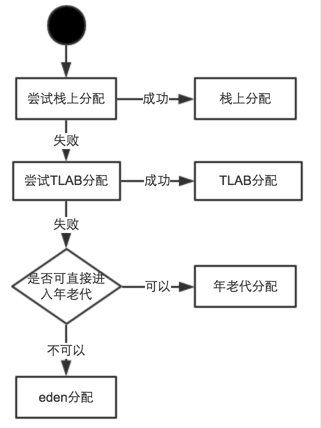 尝试栈上分配
成功
栈上分配
失败
尝试TLAB分配
成功
TLAB分配
失败
是否可直接进
入年老代
可以
年老代分配
不可以
eden分配